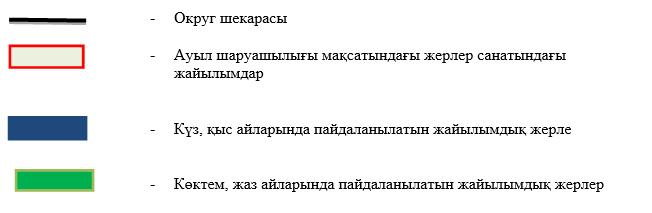 - Округ шекарасы
- Ауыл шаруашылығы мақсатындағы жерлер санатындағы
жайылымдар
- Күз, қыс айларында пайдаланылатын жайылымдық жерле
- Көктем, жаз айларында пайдаланылатын жайылымдық жерлер